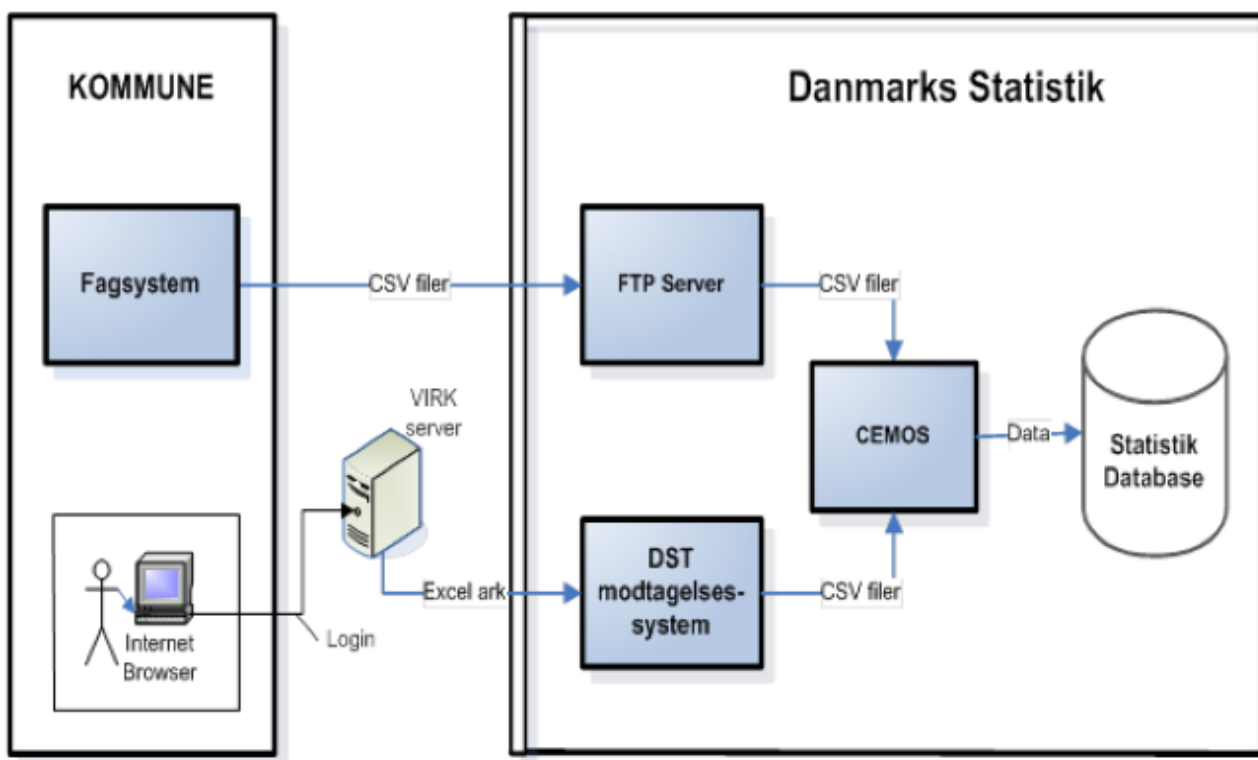 KOMMUNE
Danmarks Statistik
Fagsystem
CSV filer
FTP Server
CSV filer
VIRK
server
CEMOS
Data
Statistik
Database
Internet
Browser
Login
Excel ark
DST
modtagelses-
system
CSV filer